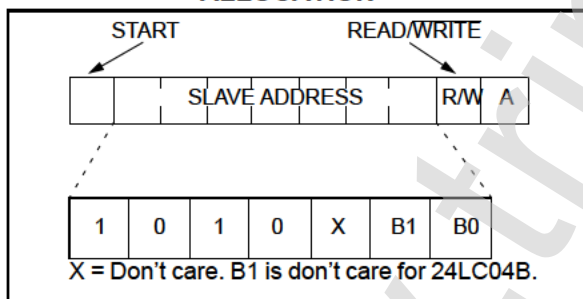 START READ/WRITE
SLAVE ADDRESS R/W A
1 0 1 0 X B1 B0
X = Don't care. B1 is don't care for 24LC04B.